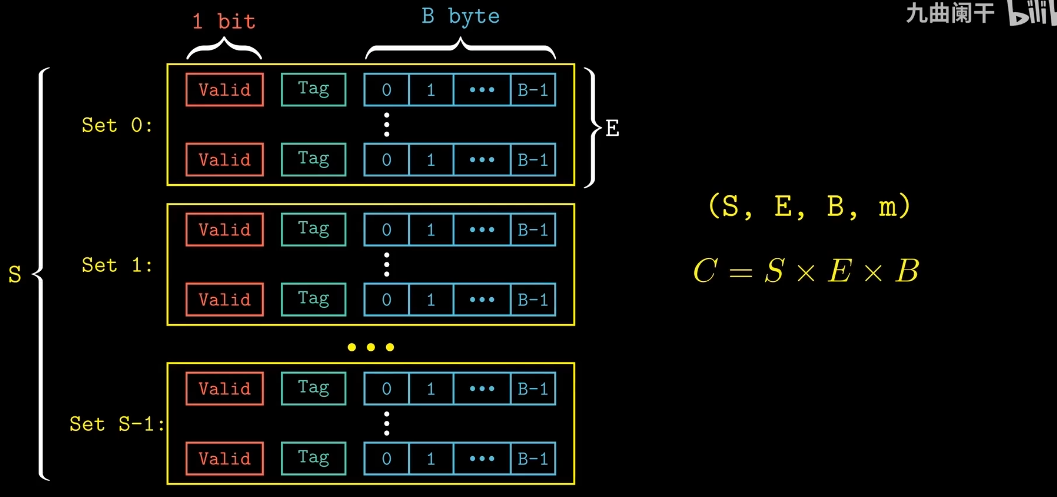 1 bit
B byte
九曲阑干
Valid Tag 0 1 ••• B-1
Set 0:
E
Valid Tag 0 1 ••• B-1
(S, E, B, m)
Valid Tag 0 1 ••• B-1
Set 1:
S
C = S × E × B
Valid Tag 0 1 ••• B-1
•••
Valid Tag 0 1 ••• B-1
Set S-1:
Valid Tag 0 1 ••• B-1